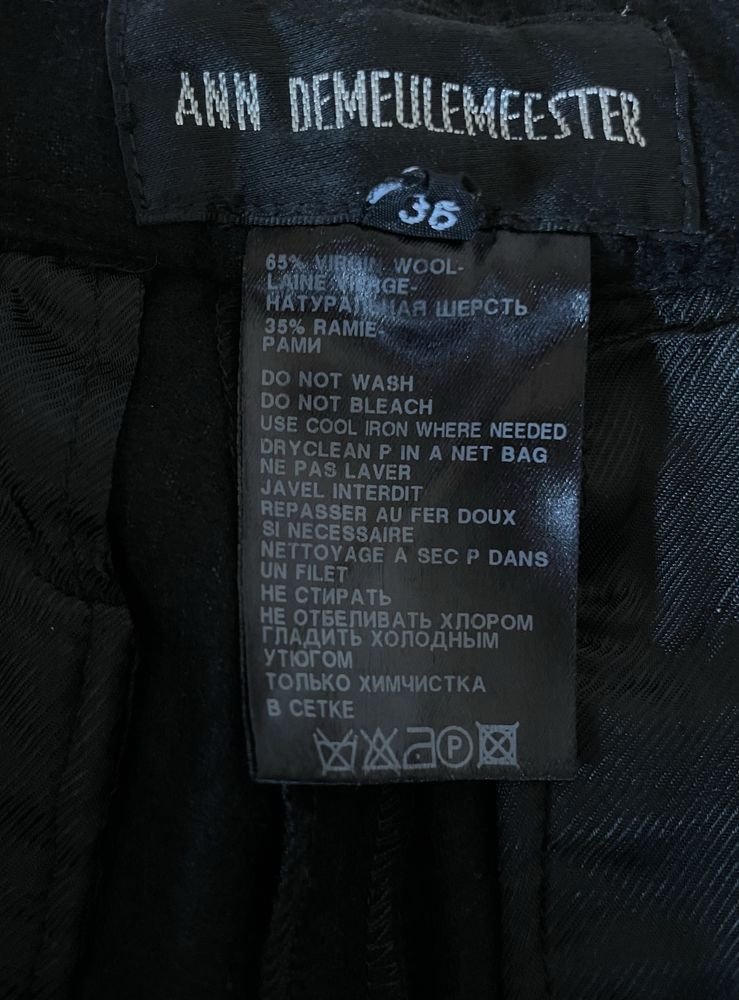 ANN DEMEULEMEESTER
36
65% VIRGIN WOOL-
LAINE VIERGE-
НАТУРАЛЬНАЯ ШЕРСТЬ
35% RAMIE-
РАМИ
DO NOT WASH
DO NOT BLEACH
USE COOL IRON WHERE NEEDED
DRYCLEAN P IN A NET BAG
NE PAS LAVER
JAVEL INTERDIT
REPASSER AU FER DOUX
SI NECESSAIRE
NETTOYAGE A SEC P DANS
UN FILET
НЕ СТИРАТЬ
НЕ ОТБЕЛИВАТЬ ХЛОРОМ
ГЛАДИТЬ ХОЛОДНЫМ
УТЮГОМ
ТОЛЬКО ХИМЧИСТКА
В СЕТКЕ
P